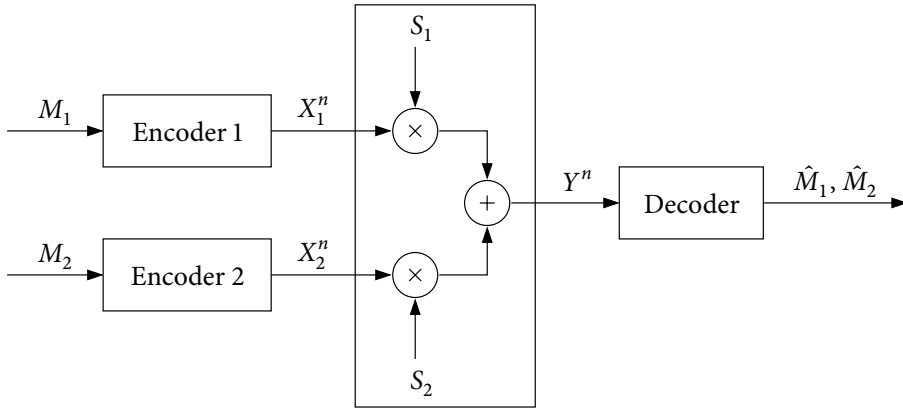 S₁
M₁ Encoder 1 X₁ⁿ ×
+ Yⁿ Decoder M̂₁, M̂₂
M₂ Encoder 2 X₂ⁿ ×
S₂